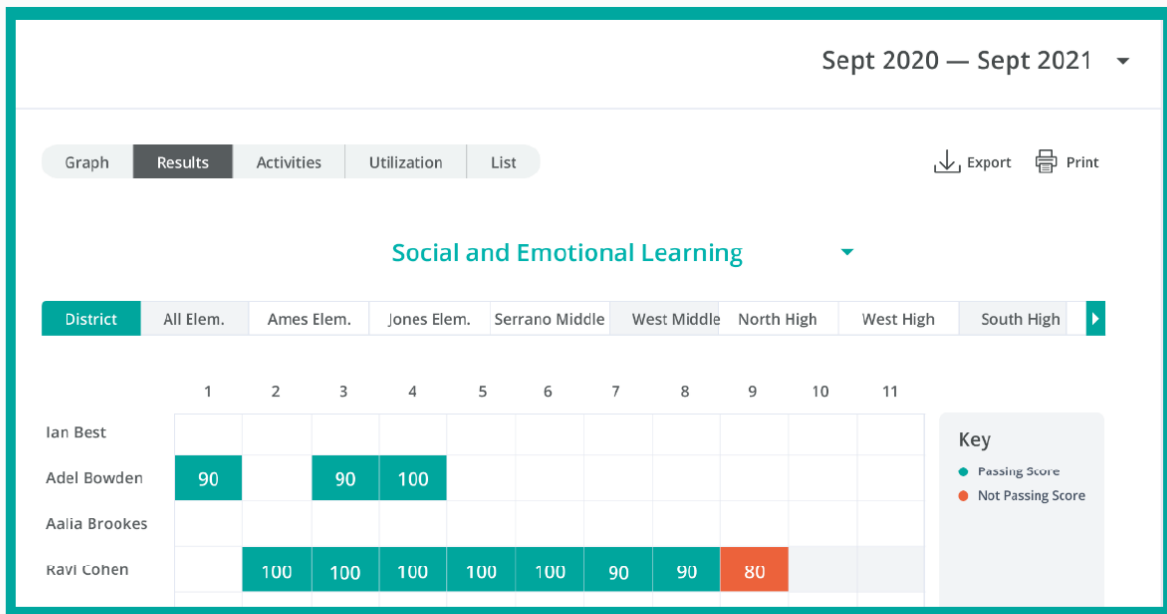 Sept 2020 — Sept 2021
Graph Results Activities Utilization List Export Print
Social and Emotional Learning
District All Elem. Ames Elem. Jones Elem. Serrano Middle West Middle North High West High South High
1 2 3 4 5 6 7 8 9 10 11
Ian Best
Key
Passing Score
Adel Bowden 90 90 100
Not Passing Score
Aalia Brookes
Ravi Cohen 100 100 100 100 100 90 90 80